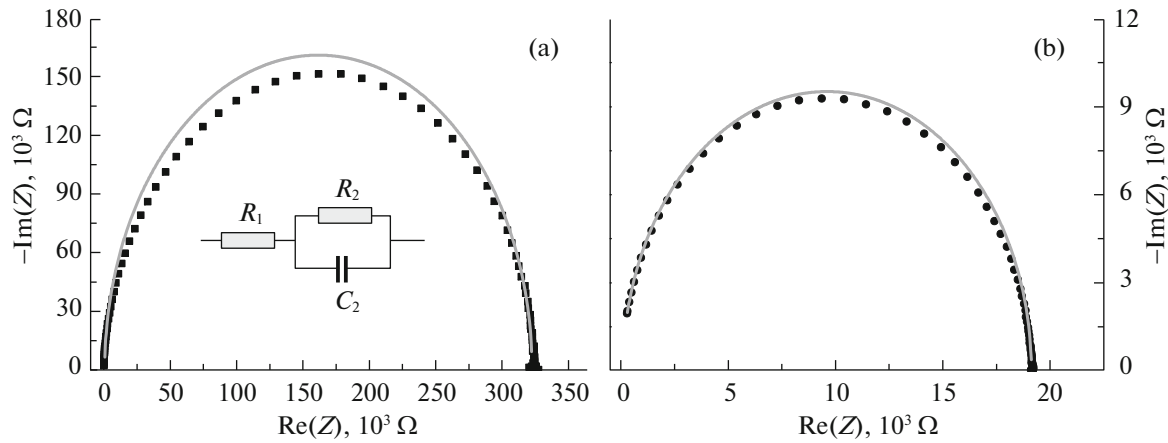 180
150
120
90
60
30
0
–Im(Z), 10³ Ω
(a)
R₁
R₂
C₂
0 50 100 150 200 250 300 350
Re(Z), 10³ Ω
(b)
12
9
6
3
0
–Im(Z), 10³ Ω
0 5 10 15 20
Re(Z), 10³ Ω